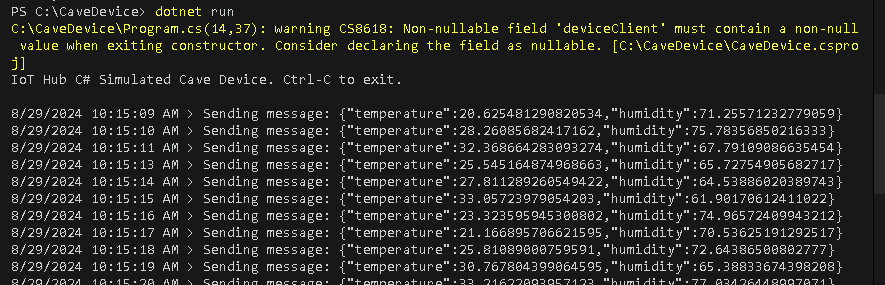 PS C:\CaveDevice> dotnet run
C:\CaveDevice\Program.cs(14,37): warning CS8618: Non-nullable field 'deviceClient' must contain a non-null
 value when exiting constructor. Consider declaring the field as nullable. [C:\CaveDevice\CaveDevice.cspro
j]
IoT Hub C# Simulated Cave Device. Ctrl-C to exit.
8/29/2024 10:15:09 AM > Sending message: {"temperature":20.625481290820534,"humidity":71.25571232779059}
8/29/2024 10:15:10 AM > Sending message: {"temperature":28.26085682417162,"humidity":75.78356850216333}
8/29/2024 10:15:11 AM > Sending message: {"temperature":32.368664283093274,"humidity":67.79109086635454}
8/29/2024 10:15:13 AM > Sending message: {"temperature":25.545164874968663,"humidity":65.72754905682717}
8/29/2024 10:15:14 AM > Sending message: {"temperature":27.811289260549422,"humidity":64.53886020389743}
8/29/2024 10:15:15 AM > Sending message: {"temperature":33.05723979054203,"humidity":61.90170612411022}
8/29/2024 10:15:16 AM > Sending message: {"temperature":23.323595945300802,"humidity":74.96572409943212}
8/29/2024 10:15:17 AM > Sending message: {"temperature":21.166895706621595,"humidity":70.53625191292517}
8/29/2024 10:15:18 AM > Sending message: {"temperature":25.81089000759591,"humidity":72.64386500802777}
8/29/2024 10:15:19 AM > Sending message: {"temperature":30.767804399064595,"humidity":65.38833674398208}
8/29/2024 10:15:20 AM > Sending message: {"temperature":33.21622093957123,"humidity":77.03426448997071}